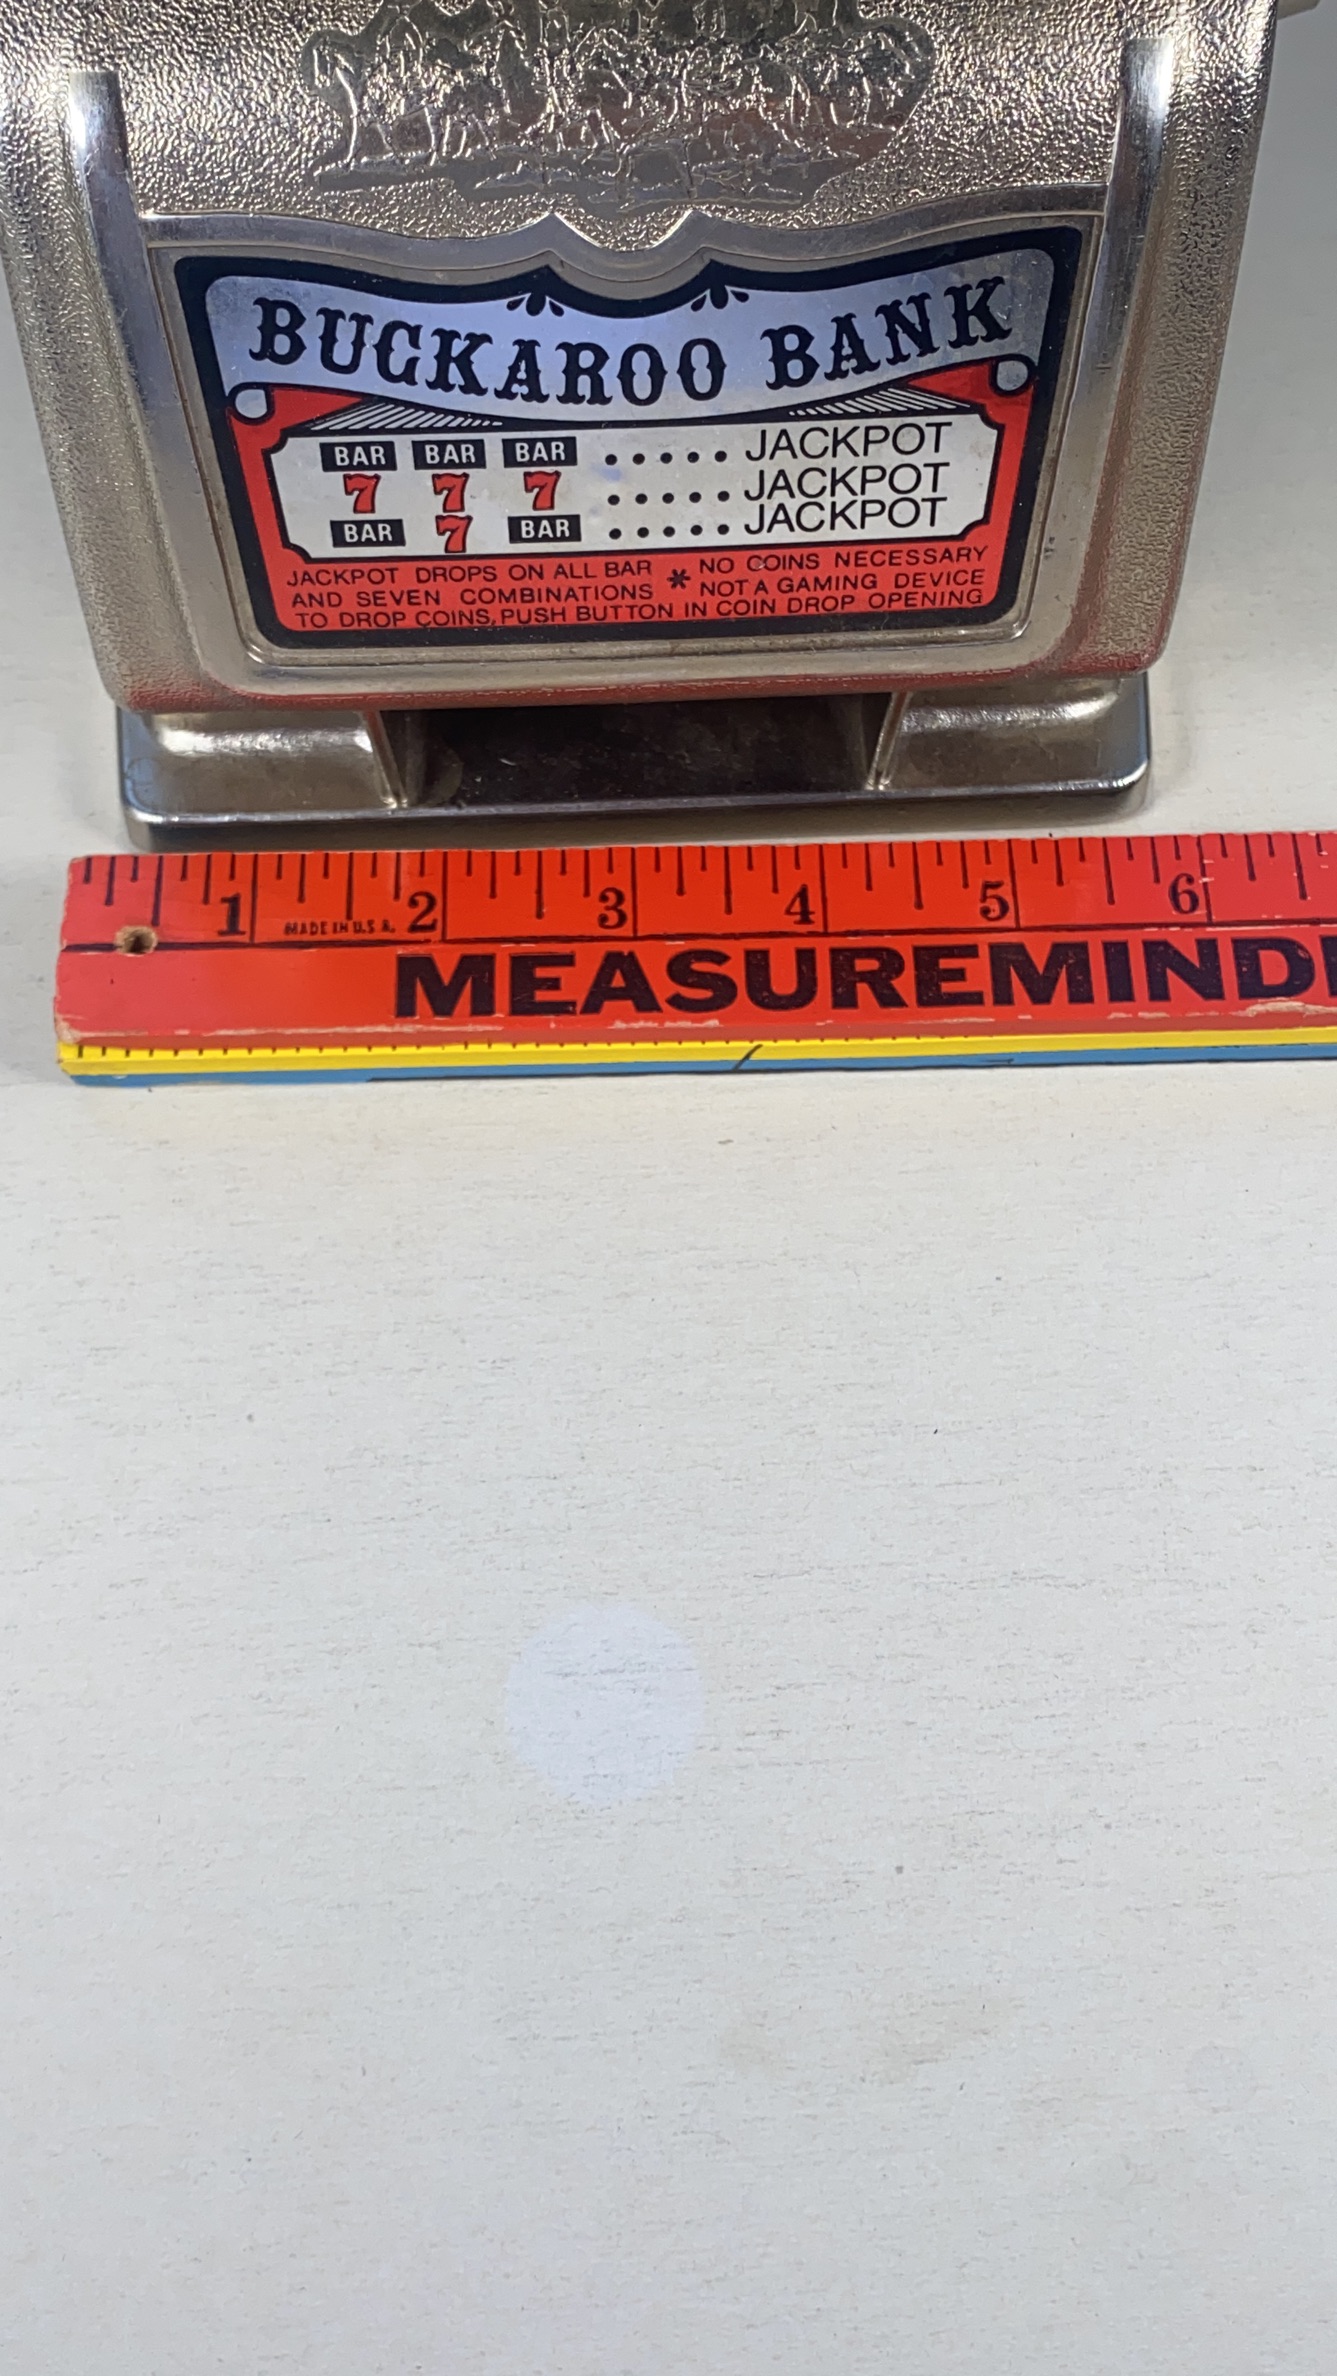 BUCKAROO BANK
BAR BAR BAR ..... JACKPOT
7 7 7 ..... JACKPOT
BAR 7 BAR ..... JACKPOT
JACKPOT DROPS ON ALL BAR * NO COINS NECESSARY
AND SEVEN COMBINATIONS NOT A GAMING DEVICE
TO DROP COINS, PUSH BUTTON IN COIN DROP OPENING
1 2 3 4 5 6
MADE IN U.S.A.
MEASUREMIND